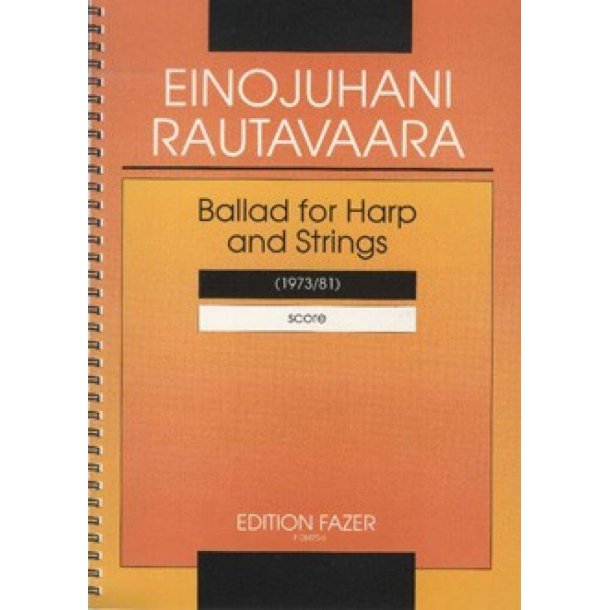 EINOJUHANI
RAUTAVAARA
Ballad for Harp
and Strings
(1973/81)
score
EDITION FAZER